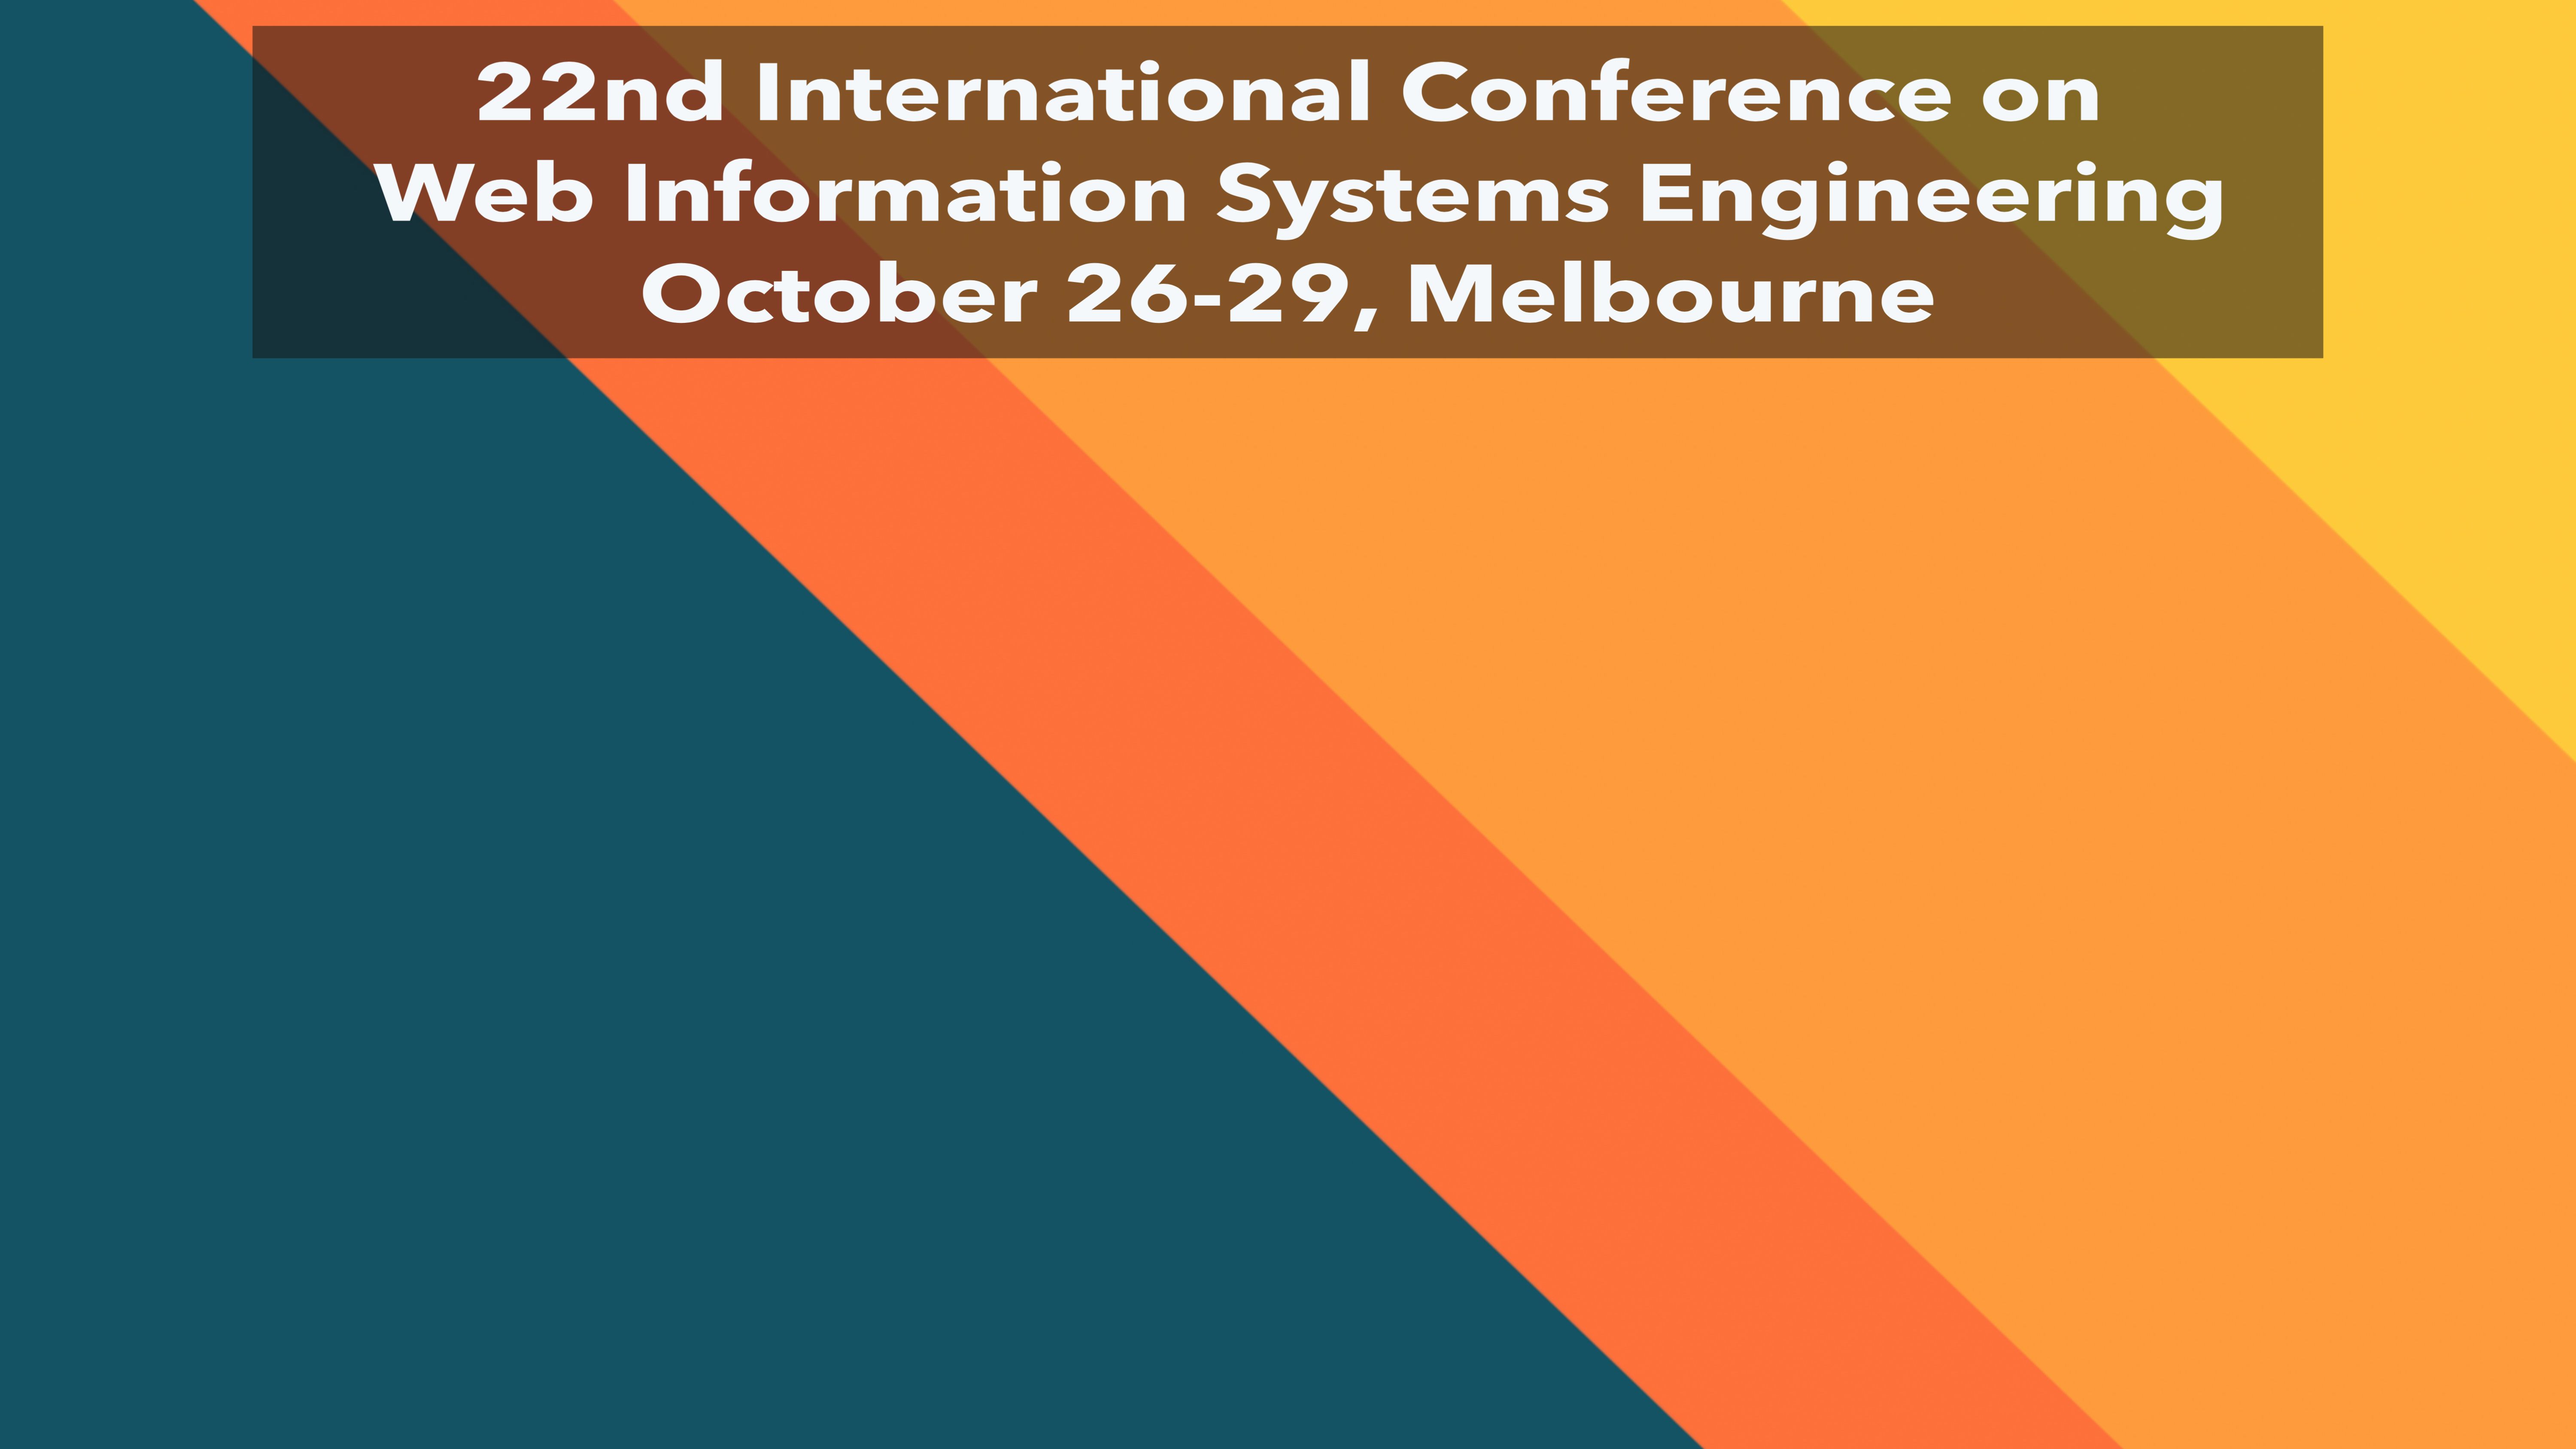 22nd International Conference on
Web Information Systems Engineering
October 26-29, Melbourne